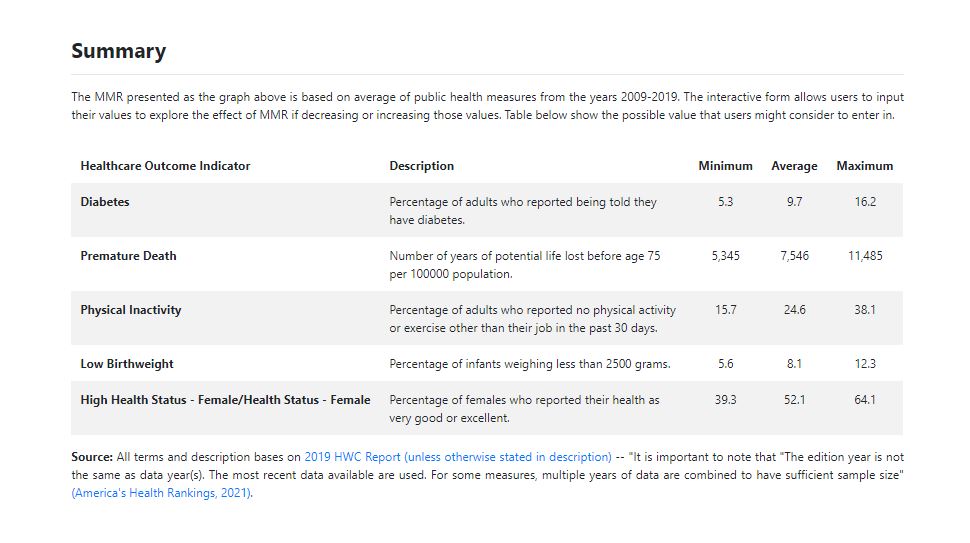 Summary
The MMR presented as the graph above is based on average of public health measures from the years 2009-2019. The interactive form allows users to input
their values to explore the effect of MMR if decreasing or increasing those values. Table below show the possible value that users might consider to enter in.
Healthcare Outcome Indicator Description Minimum Average Maximum
Diabetes Percentage of adults who reported being told they 5.3 9.7 16.2
have diabetes.
Premature Death Number of years of potential life lost before age 75 5,345 7,546 11,485
per 100000 population.
Physical Inactivity Percentage of adults who reported no physical activity 15.7 24.6 38.1
or exercise other than their job in the past 30 days.
Low Birthweight Percentage of infants weighing less than 2500 grams. 5.6 8.1 12.3
High Health Status - Female/Health Status - Female Percentage of females who reported their health as 39.3 52.1 64.1
very good or excellent.
Source: All terms and description bases on 2019 HWC Report (unless otherwise stated in description) -- "It is important to note that "The edition year is not
the same as data year(s). The most recent data available are used. For some measures, multiple years of data are combined to have sufficient sample size"
(America's Health Rankings, 2021).